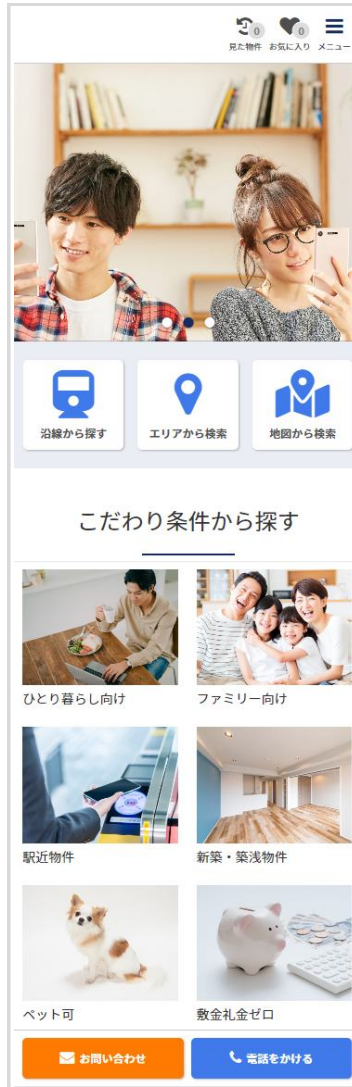 0
0
見た物件 お気に入り メニュー
沿線から探す エリアから検索 地図から検索
こだわり条件から探す
ひとり暮らし向け ファミリー向け
駅近物件 新築・築浅物件
ペット可 敷金礼金ゼロ
お問い合わせ 電話をかける